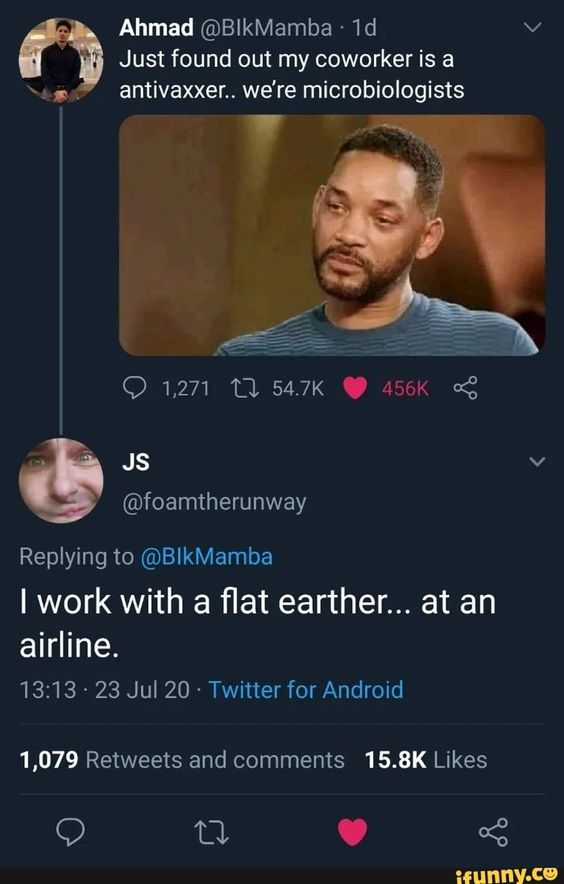 Ahmad @BlkMamba · 1d
Just found out my coworker is a
antivaxxer.. we're microbiologists
1,271 54.7K 456K
JS
@foamtherunway
Replying to @BlkMamba
I work with a flat earther... at an
airline.
13:13 · 23 Jul 20 · Twitter for Android
1,079 Retweets and comments 15.8K Likes
ifunny.co